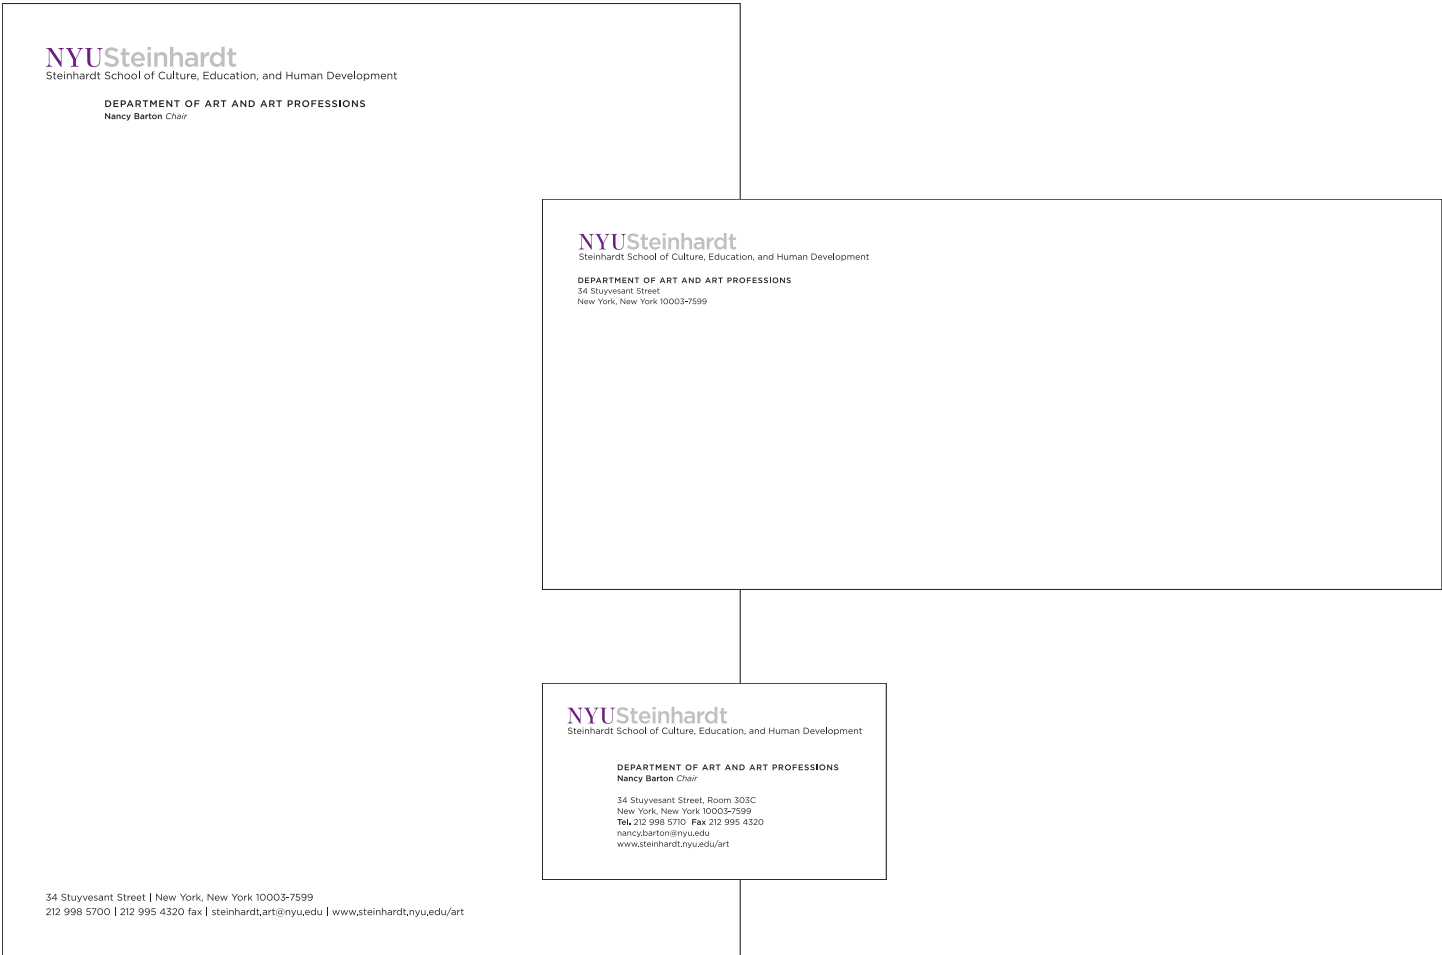 NYUSteinhardt
Steinhardt School of Culture, Education, and Human Development
DEPARTMENT OF ART AND ART PROFESSIONS
Nancy Barton Chair
NYUSteinhardt
Steinhardt School of Culture, Education, and Human Development
DEPARTMENT OF ART AND ART PROFESSIONS
34 Stuyvesant Street
New York, New York 10003-7599
NYUSteinhardt
Steinhardt School of Culture, Education, and Human Development
DEPARTMENT OF ART AND ART PROFESSIONS
Nancy Barton Chair
34 Stuyvesant Street, Room 303C
New York, New York 10003-7599
Tel. 212 998 5710 Fax 212 995 4320
nancy.barton@nyu.edu
www.steinhardt.nyu.edu/art
34 Stuyvesant Street | New York, New York 10003-7599
212 998 5700 | 212 995 4320 fax | steinhardt.art@nyu.edu | www.steinhardt.nyu.edu/art